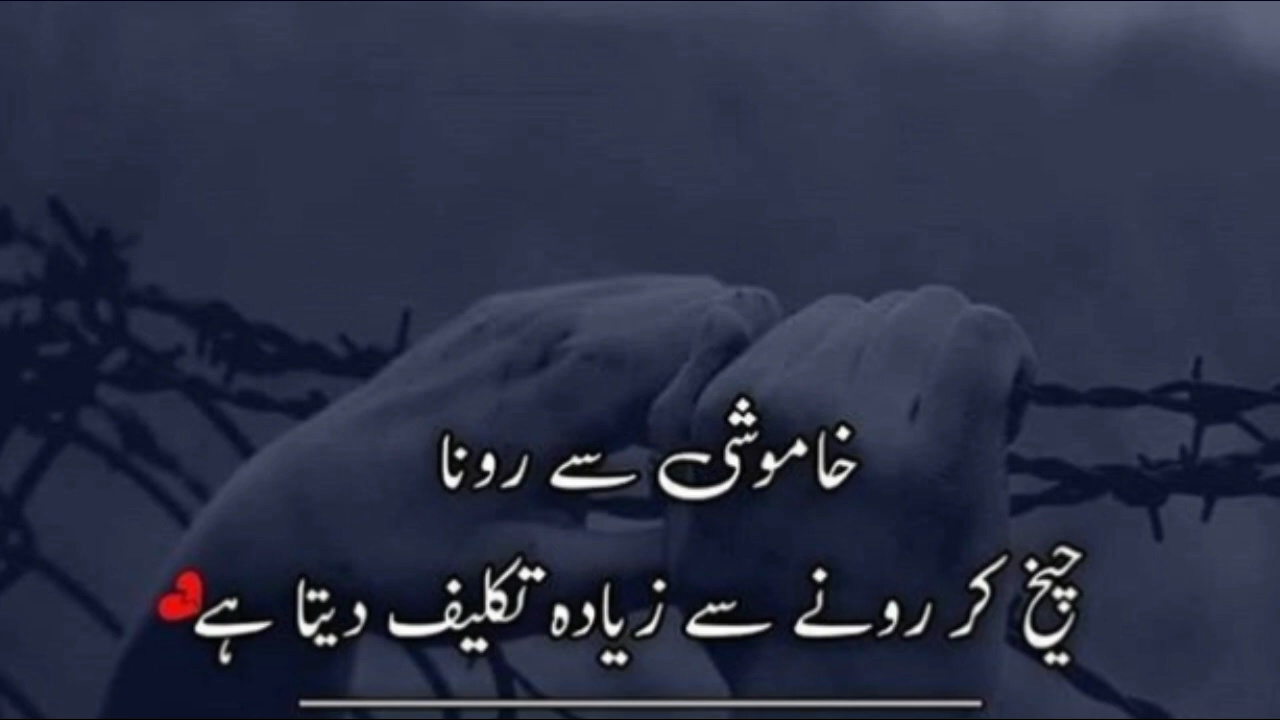 خاموشی سے رونا
چیخ کر رونے سے زیادہ تکلیف دیتا ہے